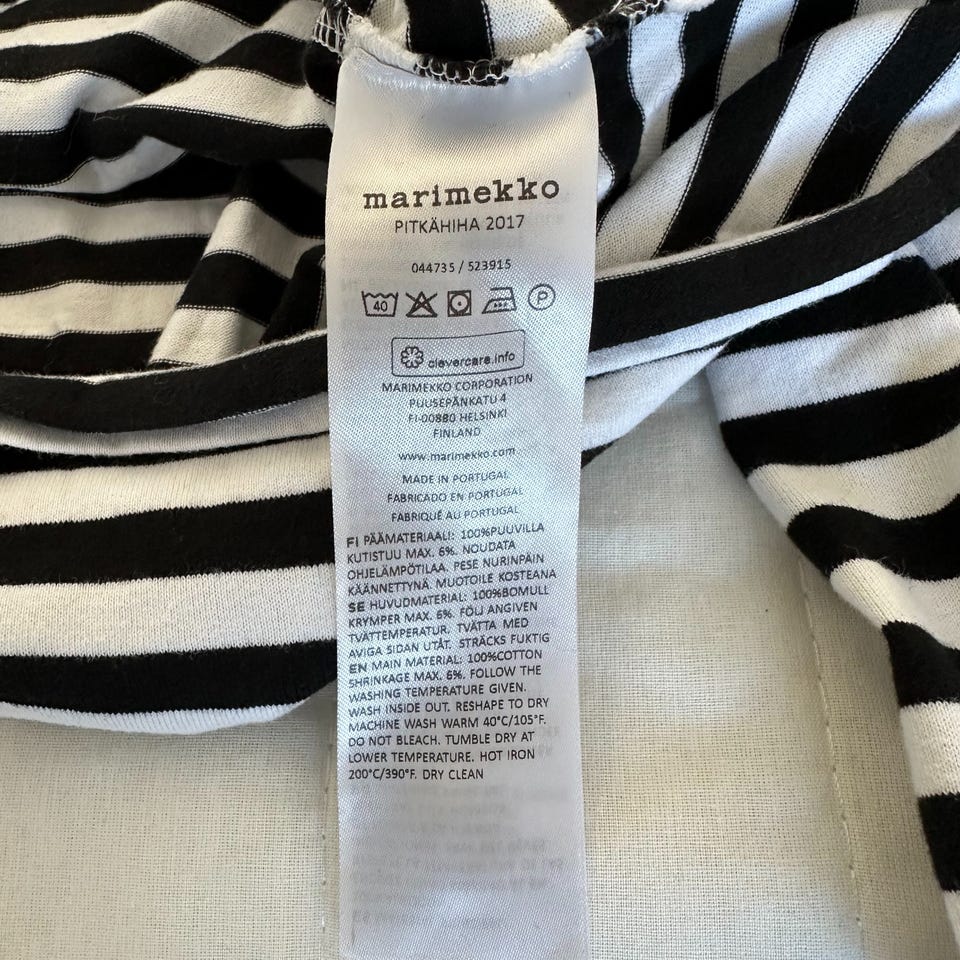 marimekko
PITKÄHIHA 2017
044735 / 523915
40 P
clevercare.info
MARIMEKKO CORPORATION
PUUSEPÄNKATU 4
FI-00880 HELSINKI
FINLAND
www.marimekko.com
MADE IN PORTUGAL
FABRICADO EN PORTUGAL
FABRIQUÉ AU PORTUGAL
FI PÄÄMATERIAALI: 100%PUUVILLA
KUTISTUU MAX. 6%. NOUDATA
OHJELÄMPÖTILAA. PESE NURINPÄIN
KÄÄNNETTYNÄ. MUOTOILE KOSTEANA
SE HUVUDMATERIAL: 100%BOMULL
KRYMPER MAX. 6%. FÖLJ ANGIVEN
TVÄTTEMPERATUR. TVÄTTA MED
AVIGA SIDAN UTÅT. STRÄCKS FUKTIG
EN MAIN MATERIAL: 100%COTTON
SHRINKAGE MAX. 6%. FOLLOW THE
WASHING TEMPERATURE GIVEN.
WASH INSIDE OUT. RESHAPE TO DRY
MACHINE WASH WARM 40°C/105°F.
DO NOT BLEACH. TUMBLE DRY AT
LOWER TEMPERATURE. HOT IRON
200°C/390°F. DRY CLEAN